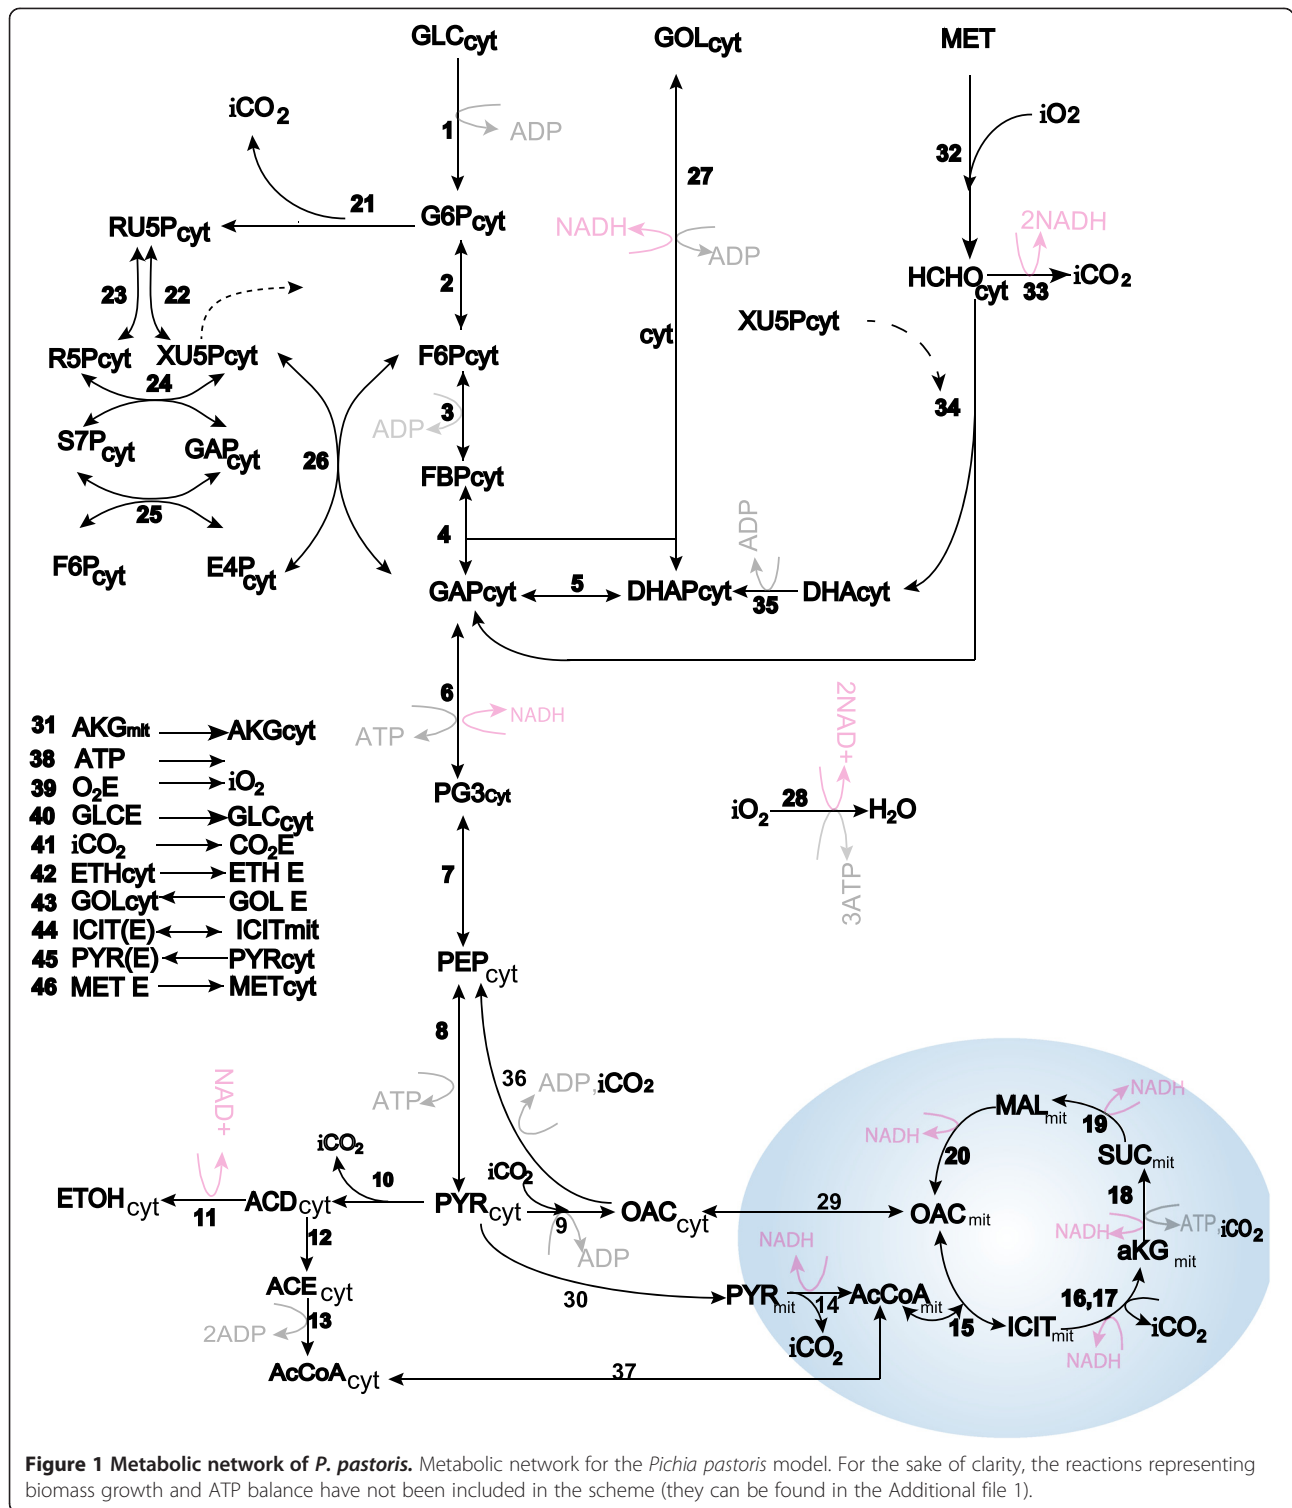 GLCcyt GOLcyt MET
iCO2 iO2
1 ADP 32
27
21
RU5Pcyt G6Pcyt NADH 2NADH
ADP
HCHOcyt 33 iCO2
23 22 2
XU5Pcyt
cyt
R5Pcyt XU5Pcyt F6Pcyt
24
3 34
ADP
S7Pcyt GAPcyt
26
FBPcyt
25 4 ADP
F6Pcyt E4Pcyt
GAPcyt 5 DHAPcyt 35 DHAcyt
6
ATP NADH 2NAD+
31 AKGmit AKGcyt
38 ATP
39 O2E iO2
PG3Cyt
40 GLCE GLCcyt
iO2 28 H2O
41 iCO2 CO2E
42 ETHcyt ETH E
7
3ATP
43 GOLcyt GOL E
44 ICIT(E) ICITmit
45 PYR(E) PYRcyt
46 MET E METcyt
PEPcyt
8
36 ADP, iCO2
ATP
NAD+
MALmit NADH
NADH 19
iCO2 20 SUCmit
10 iCO2
18
ETOHcyt 11 ACDcyt PYRcyt 9 OACcyt 29 OACmit
NADH ATP, iCO2
12 ADP NADH aKGmit
ACEcyt
30 PYRmit 14 AcCoAmit 16,17
13 15 ICITmit iCO2
2ADP iCO2 NADH
AcCoAcyt 37
Figure 1 Metabolic network of P. pastoris. Metabolic network for the Pichia pastoris model. For the sake of clarity, the reactions representing
biomass growth and ATP balance have not been included in the scheme (they can be found in the Additional file 1).